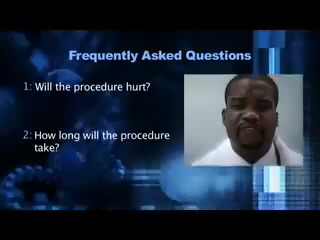 Frequently Asked Questions
1: Will the procedure hurt?
2: How long will the procedure
take?